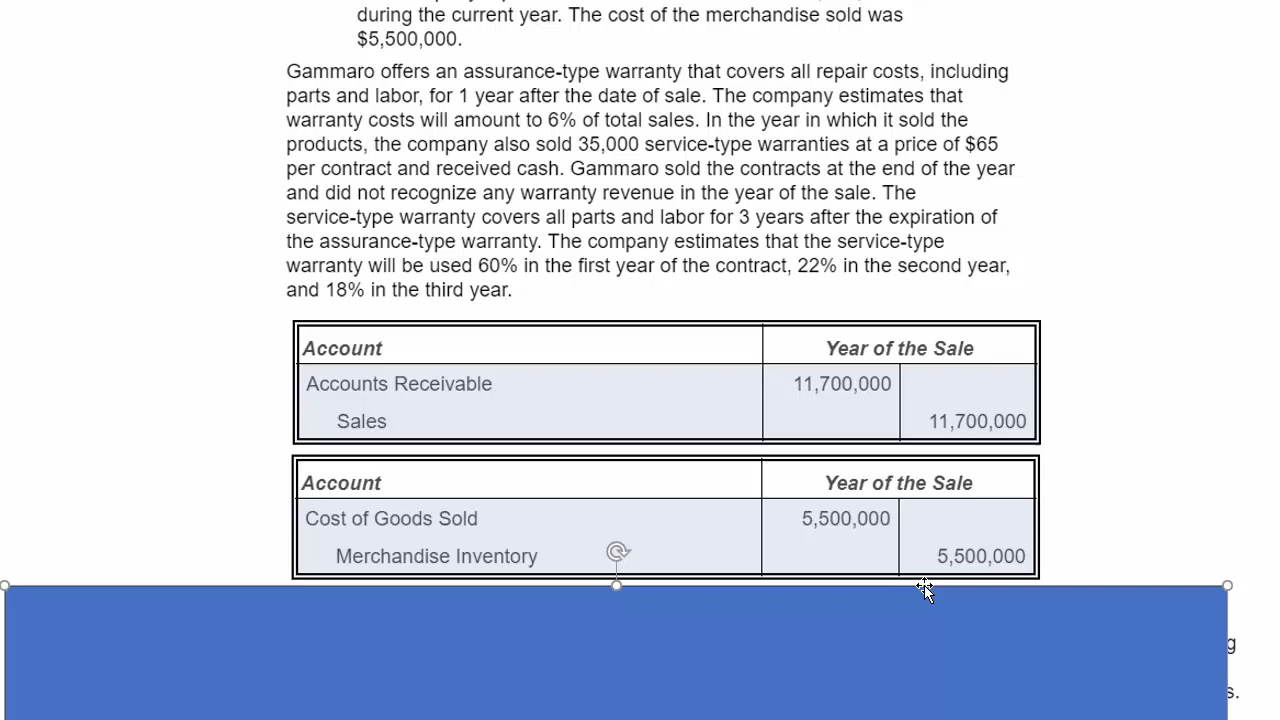 during the current year. The cost of the merchandise sold was
$5,500,000.
Gammaro offers an assurance-type warranty that covers all repair costs, including
parts and labor, for 1 year after the date of sale. The company estimates that
warranty costs will amount to 6% of total sales. In the year in which it sold the
products, the company also sold 35,000 service-type warranties at a price of $65
per contract and received cash. Gammaro sold the contracts at the end of the year
and did not recognize any warranty revenue in the year of the sale. The
service-type warranty covers all parts and labor for 3 years after the expiration of
the assurance-type warranty. The company estimates that the service-type
warranty will be used 60% in the first year of the contract, 22% in the second year,
and 18% in the third year.
Account Year of the Sale
Accounts Receivable 11,700,000
Sales 11,700,000
Account Year of the Sale
Cost of Goods Sold 5,500,000
Merchandise Inventory 5,500,000
g
s.